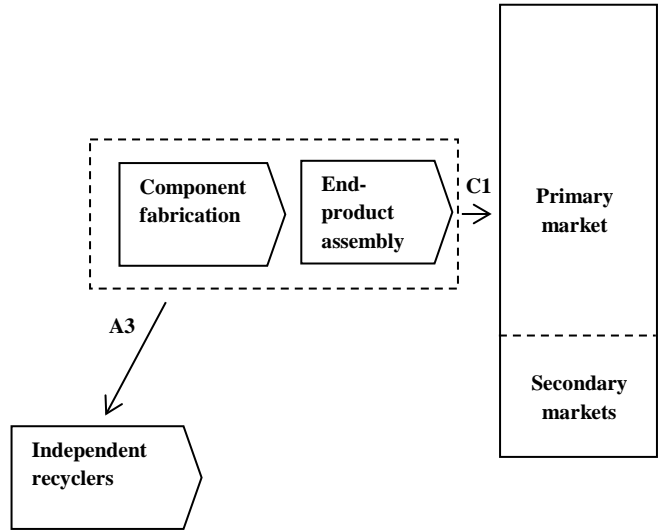 Component
fabrication
End-
product
assembly
C1
Primary
market
A3
Secondary
markets
Independent
recyclers